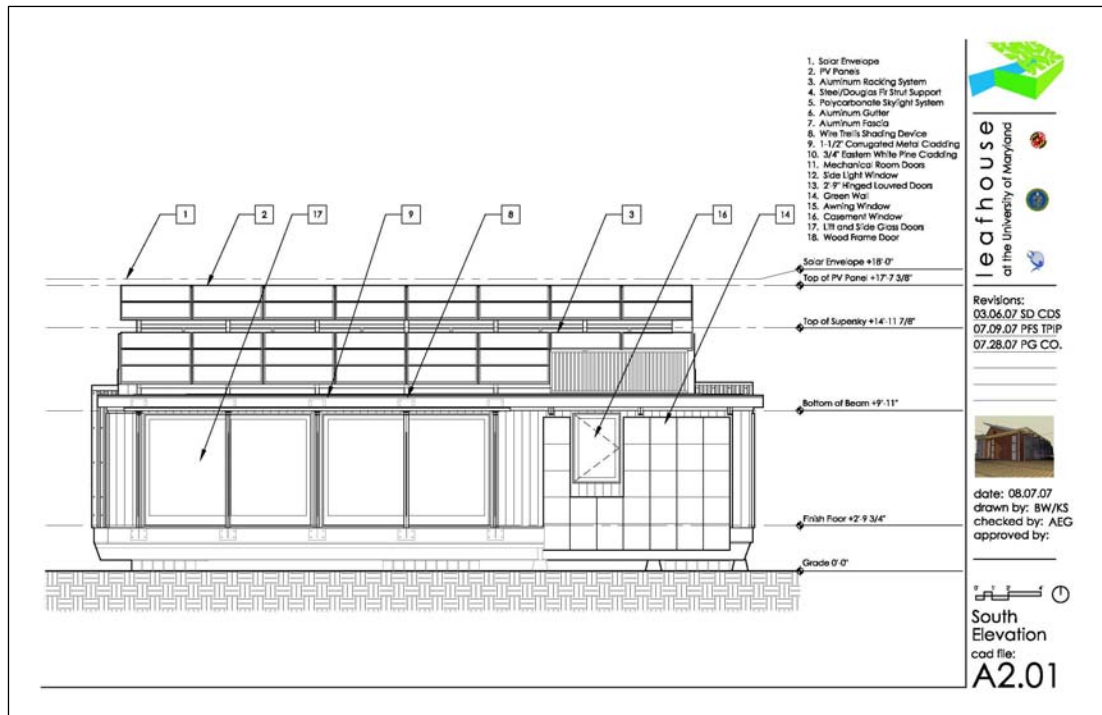 1. Solar Envelope
2. PV Panels
3. Aluminum Racking System
4. Steel/Douglas Fir Strut Support
5. Polycarbonate Skylight System
6. Aluminum Gutter
7. Aluminum Fascia
8. Wire Trellis Shading Device
9. 1-1/2" Corrugated Metal Cladding
10. 3/4" Eastern White Pine Cladding
11. Mechanical Room Doors
12. Side Light Window
13. 2'-9" Hinged Louvred Doors
14. Green Wall
15. Awning Window
16. Casement Window
17. Lift and Slide Glass Doors
18. Wood Frame Door
1
2
17
9
8
3
16
14
Solar Envelope +18'-0"
Top of PV Panel +17'-7 3/8"
Top of Supersky +14'-11 7/8"
Bottom of Beam +9'-11"
Finish Floor +2'-9 3/4"
Grade 0'-0"
leafhouse
at the University of Maryland
Revisions:
03.06.07 SD CDS
07.09.07 PFS TPIP
07.28.07 PG CO.
date: 08.07.07
drawn by: BW/KS
checked by: AEG
approved by:
0' 1' 2' 4'
South
Elevation
cad file:
A2.01